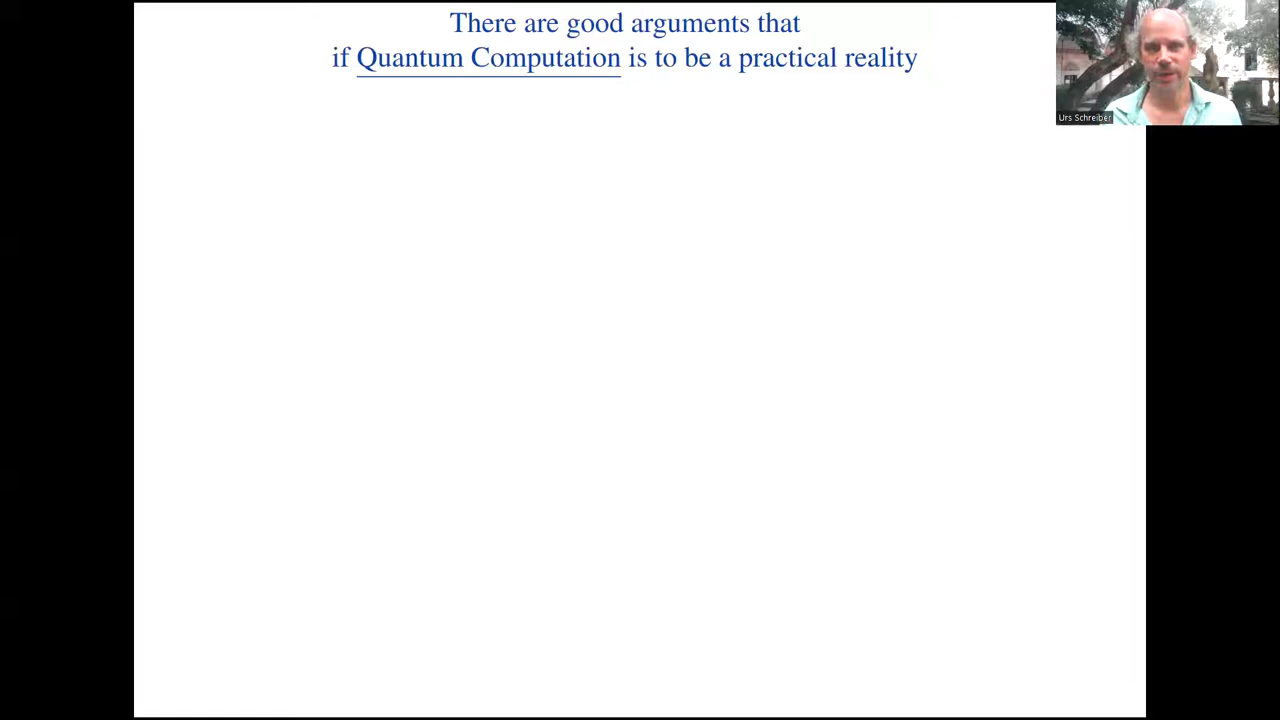 There are good arguments that
if Quantum Computation is to be a practical reality
Urs Schreiber